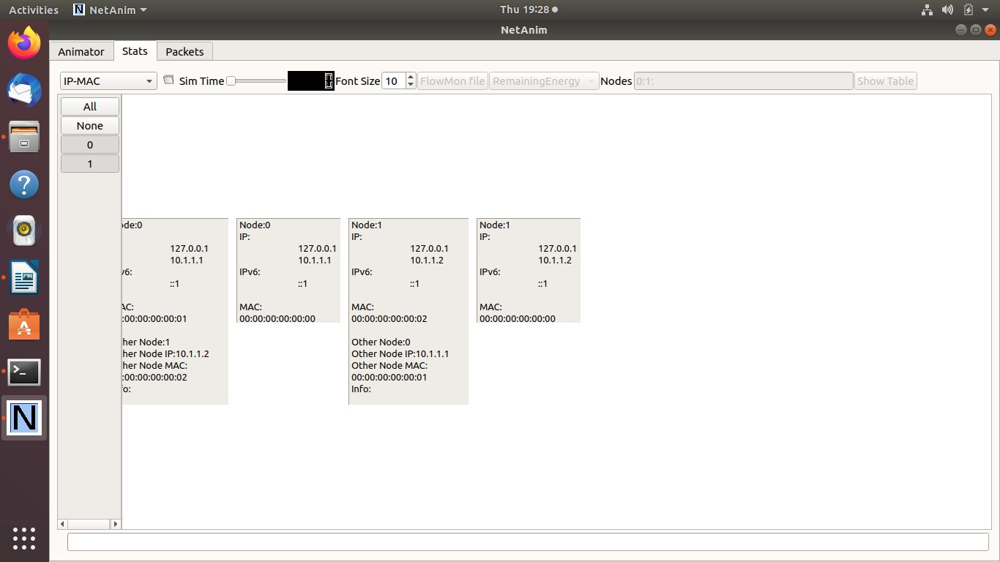 Activities NetAnim Thu 19:28
NetAnim
Animator Stats Packets
IP-MAC Sim Time Font Size 10 FlowMon file RemainingEnergy Nodes 0:1: Show Table
All
None
0
1
de:0
127.0.0.1
10.1.1.1
v6:
::1
AC:
:00:00:00:00:01
her Node:1
her Node IP:10.1.1.2
her Node MAC:
:00:00:00:00:02
fo:
Node:0
IP:
127.0.0.1
10.1.1.1
IPv6:
::1
MAC:
00:00:00:00:00:00
Node:1
IP:
127.0.0.1
10.1.1.2
IPv6:
::1
MAC:
00:00:00:00:00:02
Other Node:0
Other Node IP:10.1.1.1
Other Node MAC:
00:00:00:00:00:01
Info:
Node:1
IP:
127.0.0.1
10.1.1.2
IPv6:
::1
MAC:
00:00:00:00:00:00